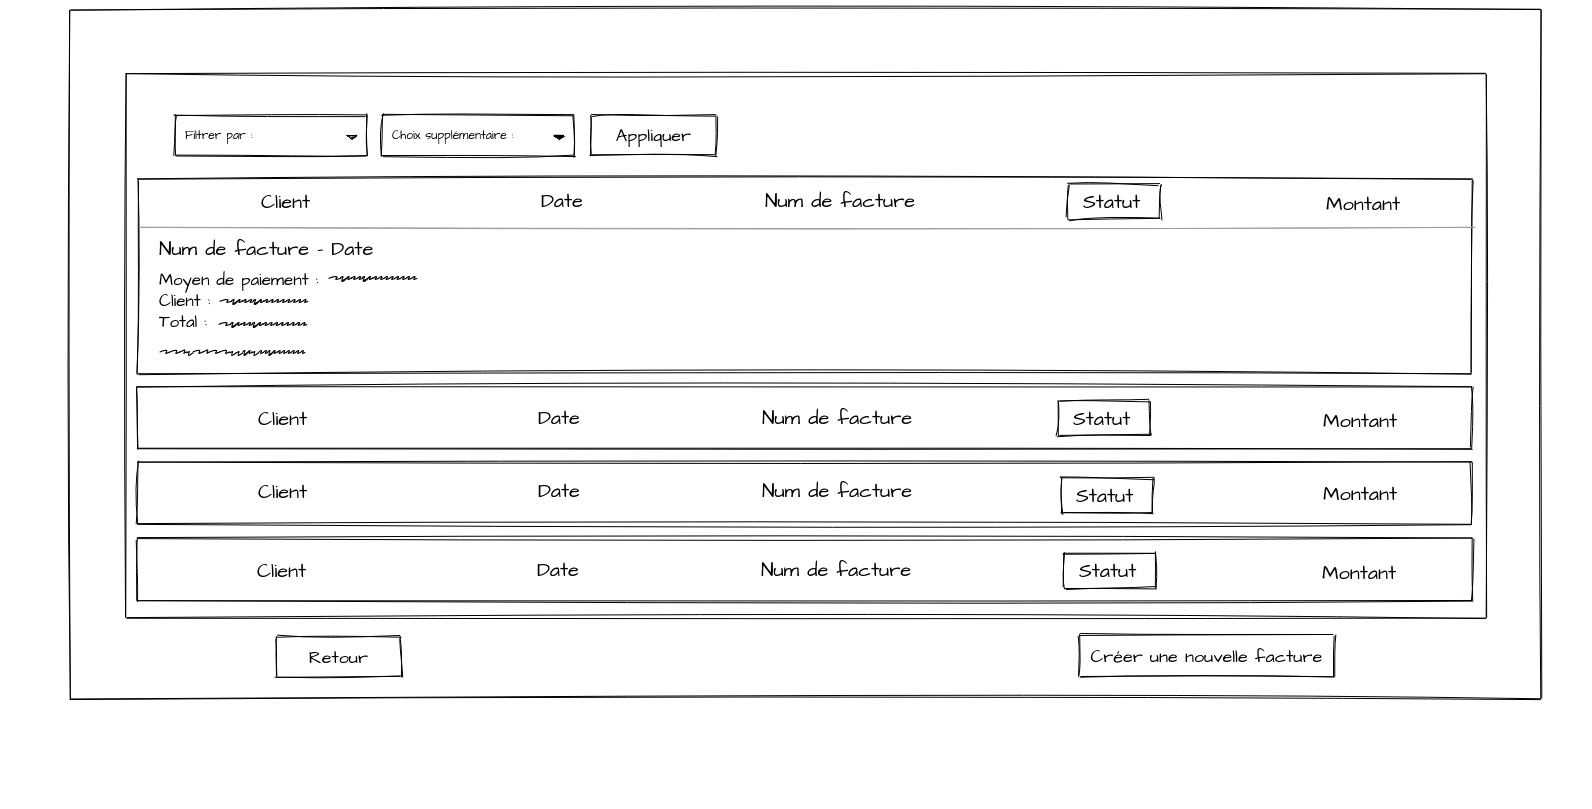 Filtrer par : Choix supplémentaire : Appliquer
Client Date Num de facture Statut Montant
Num de facture - Date
Moyen de paiement :
Client :
Total :
Client Date Num de facture Statut Montant
Client Date Num de facture Statut Montant
Client Date Num de facture Statut Montant
Retour Créer une nouvelle facture